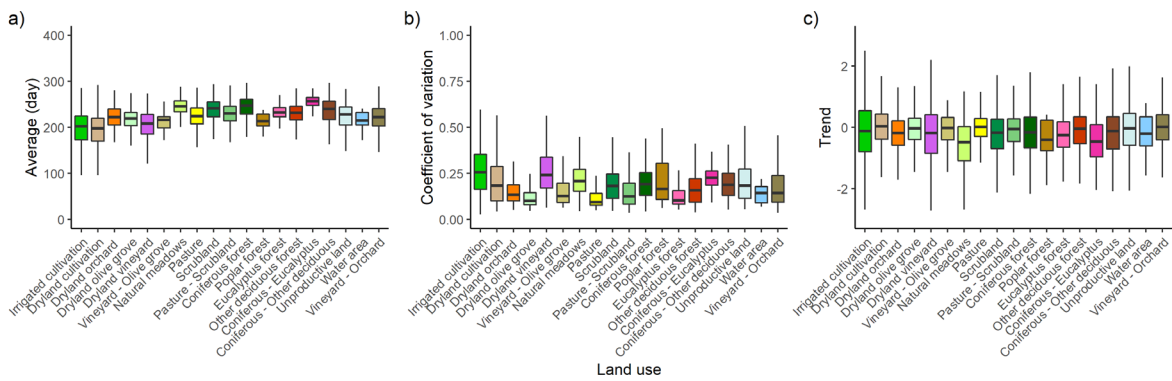 a)
Average (day)
400
300
200
100
0
Irrigated cultivation
Dryland cultivation
Dryland orchard
Dryland olive grove
Dryland vineyard
Vineyard - Olive grove
Natural meadows
Pasture
Scrubland
Pasture - Scrubland
Coniferous forest
Poplar forest
Eucalyptus forest
Other deciduous forest
Coniferous - Eucalyptus
Coniferous - Other deciduous
Unproductive land
Water area
Vineyard - Orchard
b)
Coefficient of variation
1.00
0.75
0.50
0.25
0.00
Irrigated cultivation
Dryland cultivation
Dryland orchard
Dryland olive grove
Dryland vineyard
Vineyard - Olive grove
Natural meadows
Pasture
Scrubland
Pasture - Scrubland
Coniferous forest
Poplar forest
Eucalyptus forest
Other deciduous forest
Coniferous - Eucalyptus
Coniferous - Other deciduous
Unproductive land
Water area
Vineyard - Orchard
Land use
c)
Trend
2
0
-2
Irrigated cultivation
Dryland cultivation
Dryland orchard
Dryland olive grove
Dryland vineyard
Vineyard - Olive grove
Natural meadows
Pasture
Scrubland
Pasture - Scrubland
Coniferous forest
Poplar forest
Eucalyptus forest
Other deciduous forest
Coniferous - Eucalyptus
Coniferous - Other deciduous
Unproductive land
Water area
Vineyard - Orchard